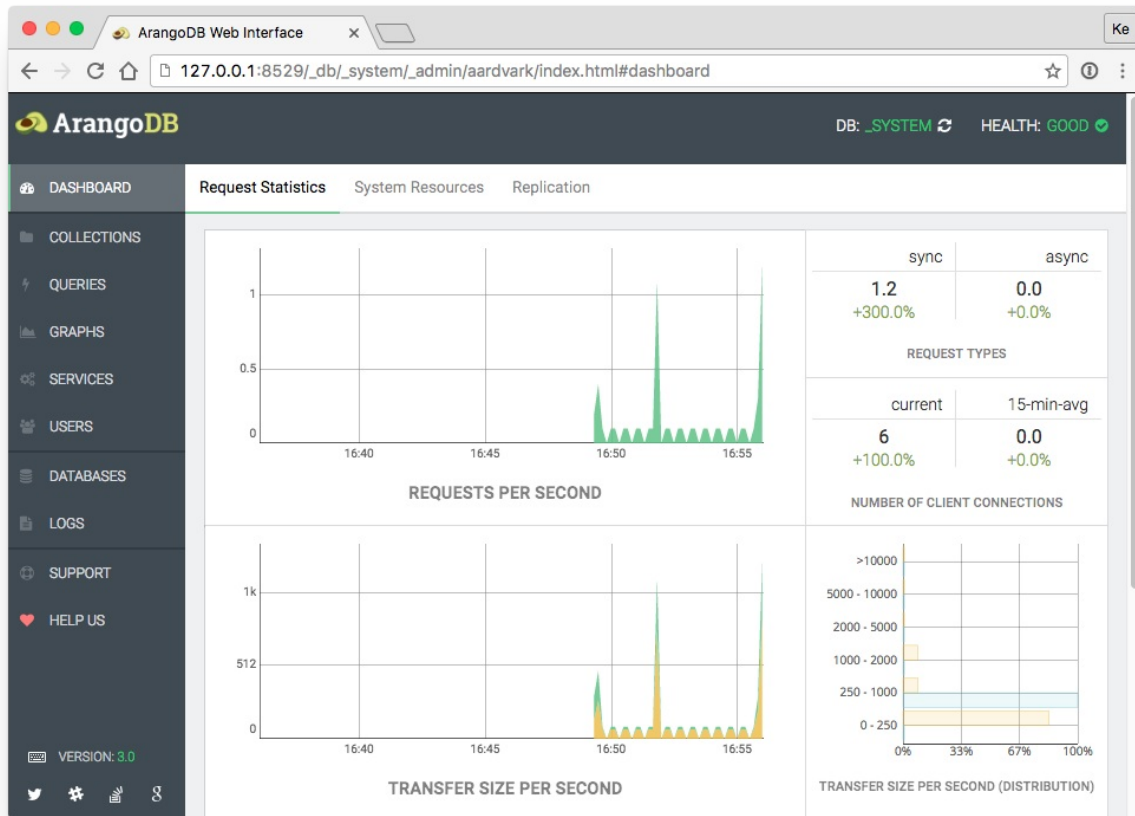 ArangoDB Web Interface
Ke
127.0.0.1:8529/_db/_system/_admin/aardvark/index.html#dashboard
ArangoDB
DB: _SYSTEM HEALTH: GOOD
DASHBOARD
COLLECTIONS
QUERIES
GRAPHS
SERVICES
USERS
DATABASES
LOGS
SUPPORT
HELP US
VERSION: 3.0
Request Statistics System Resources Replication
1
0.5
0
16:40 16:45 16:50 16:55
REQUESTS PER SECOND
sync async
1.2 0.0
+300.0% +0.0%
REQUEST TYPES
current 15-min-avg
6 0.0
+100.0% +0.0%
NUMBER OF CLIENT CONNECTIONS
1k
512
0
16:40 16:45 16:50 16:55
TRANSFER SIZE PER SECOND
>10000
5000 - 10000
2000 - 5000
1000 - 2000
250 - 1000
0 - 250
0% 33% 67% 100%
TRANSFER SIZE PER SECOND (DISTRIBUTION)